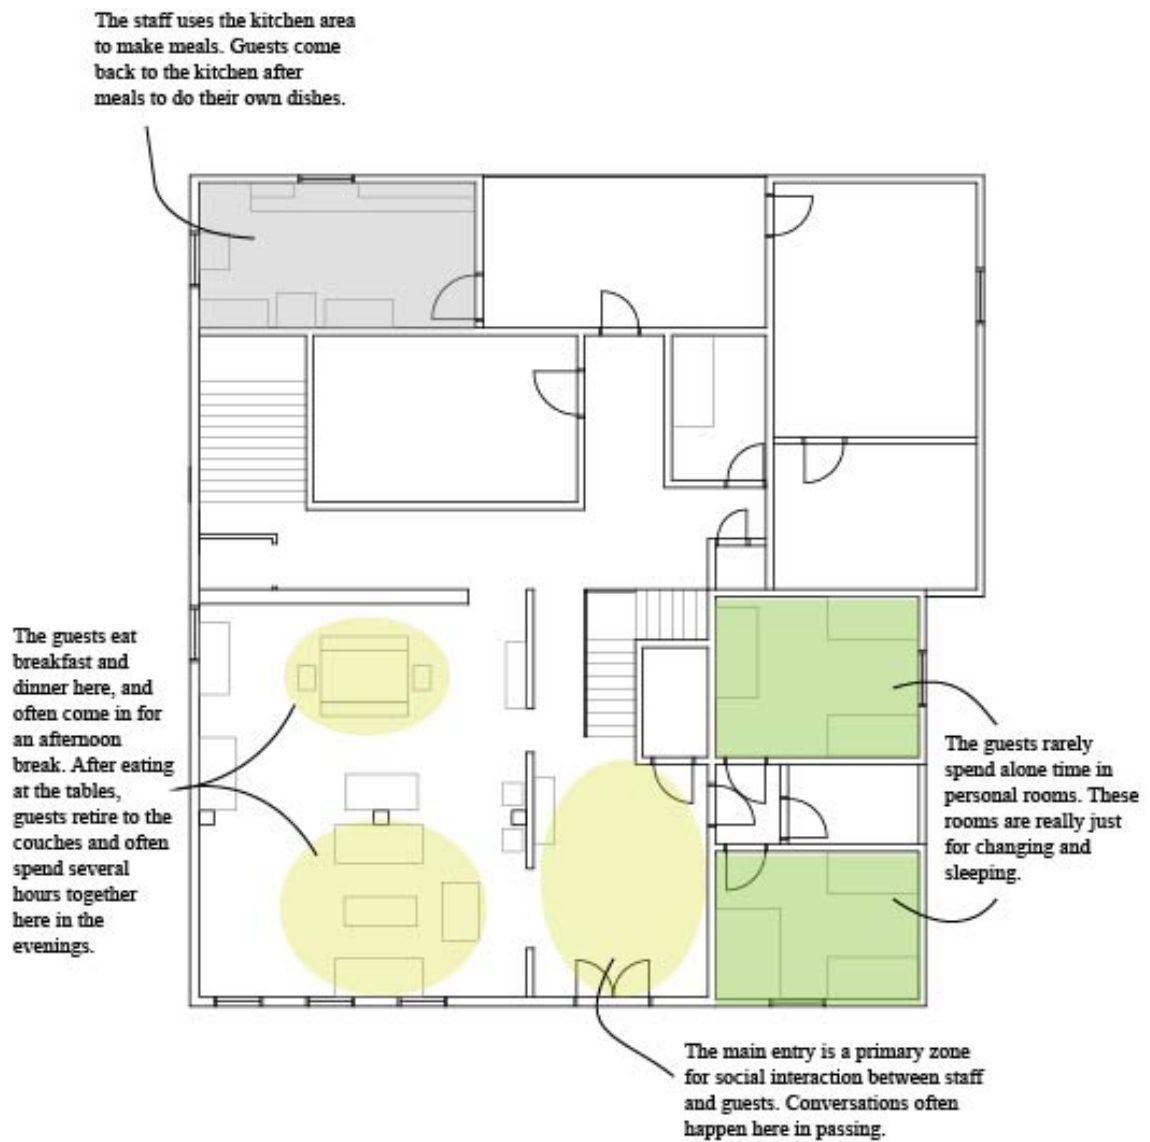 The staff uses the kitchen area
to make meals. Guests come
back to the kitchen after
meals to do their own dishes.
The guests eat
breakfast and
dinner here, and
often come in for
an afternoon
break. After eating
at the tables,
guests retire to the
couches and often
spend several
hours together
here in the
evenings.
The guests rarely
spend alone time in
personal rooms. These
rooms are really just
for changing and
sleeping.
The main entry is a primary zone
for social interaction between staff
and guests. Conversations often
happen here in passing.